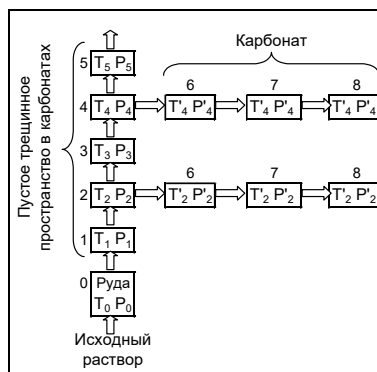 Карбонат
Пустое трещинное
пространство в карбонатах
5 T₅ P₅
6 7 8
4 T₄ P₄ T'₄ P'₄ T'₄ P'₄ T'₄ P'₄
3 T₃ P₃
6 7 8
2 T₂ P₂ T'₂ P'₂ T'₂ P'₂ T'₂ P'₂
1 T₁ P₁
0 Руда
T₀ P₀
Исходный
раствор